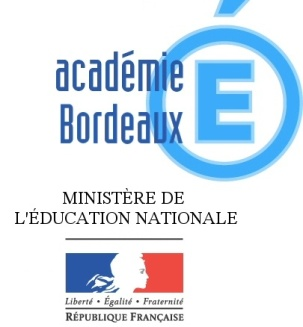 académie
Bordeaux
É
MINISTÈRE DE
L'ÉDUCATION NATIONALE
Liberté • Égalité • Fraternité
RÉPUBLIQUE FRANÇAISE